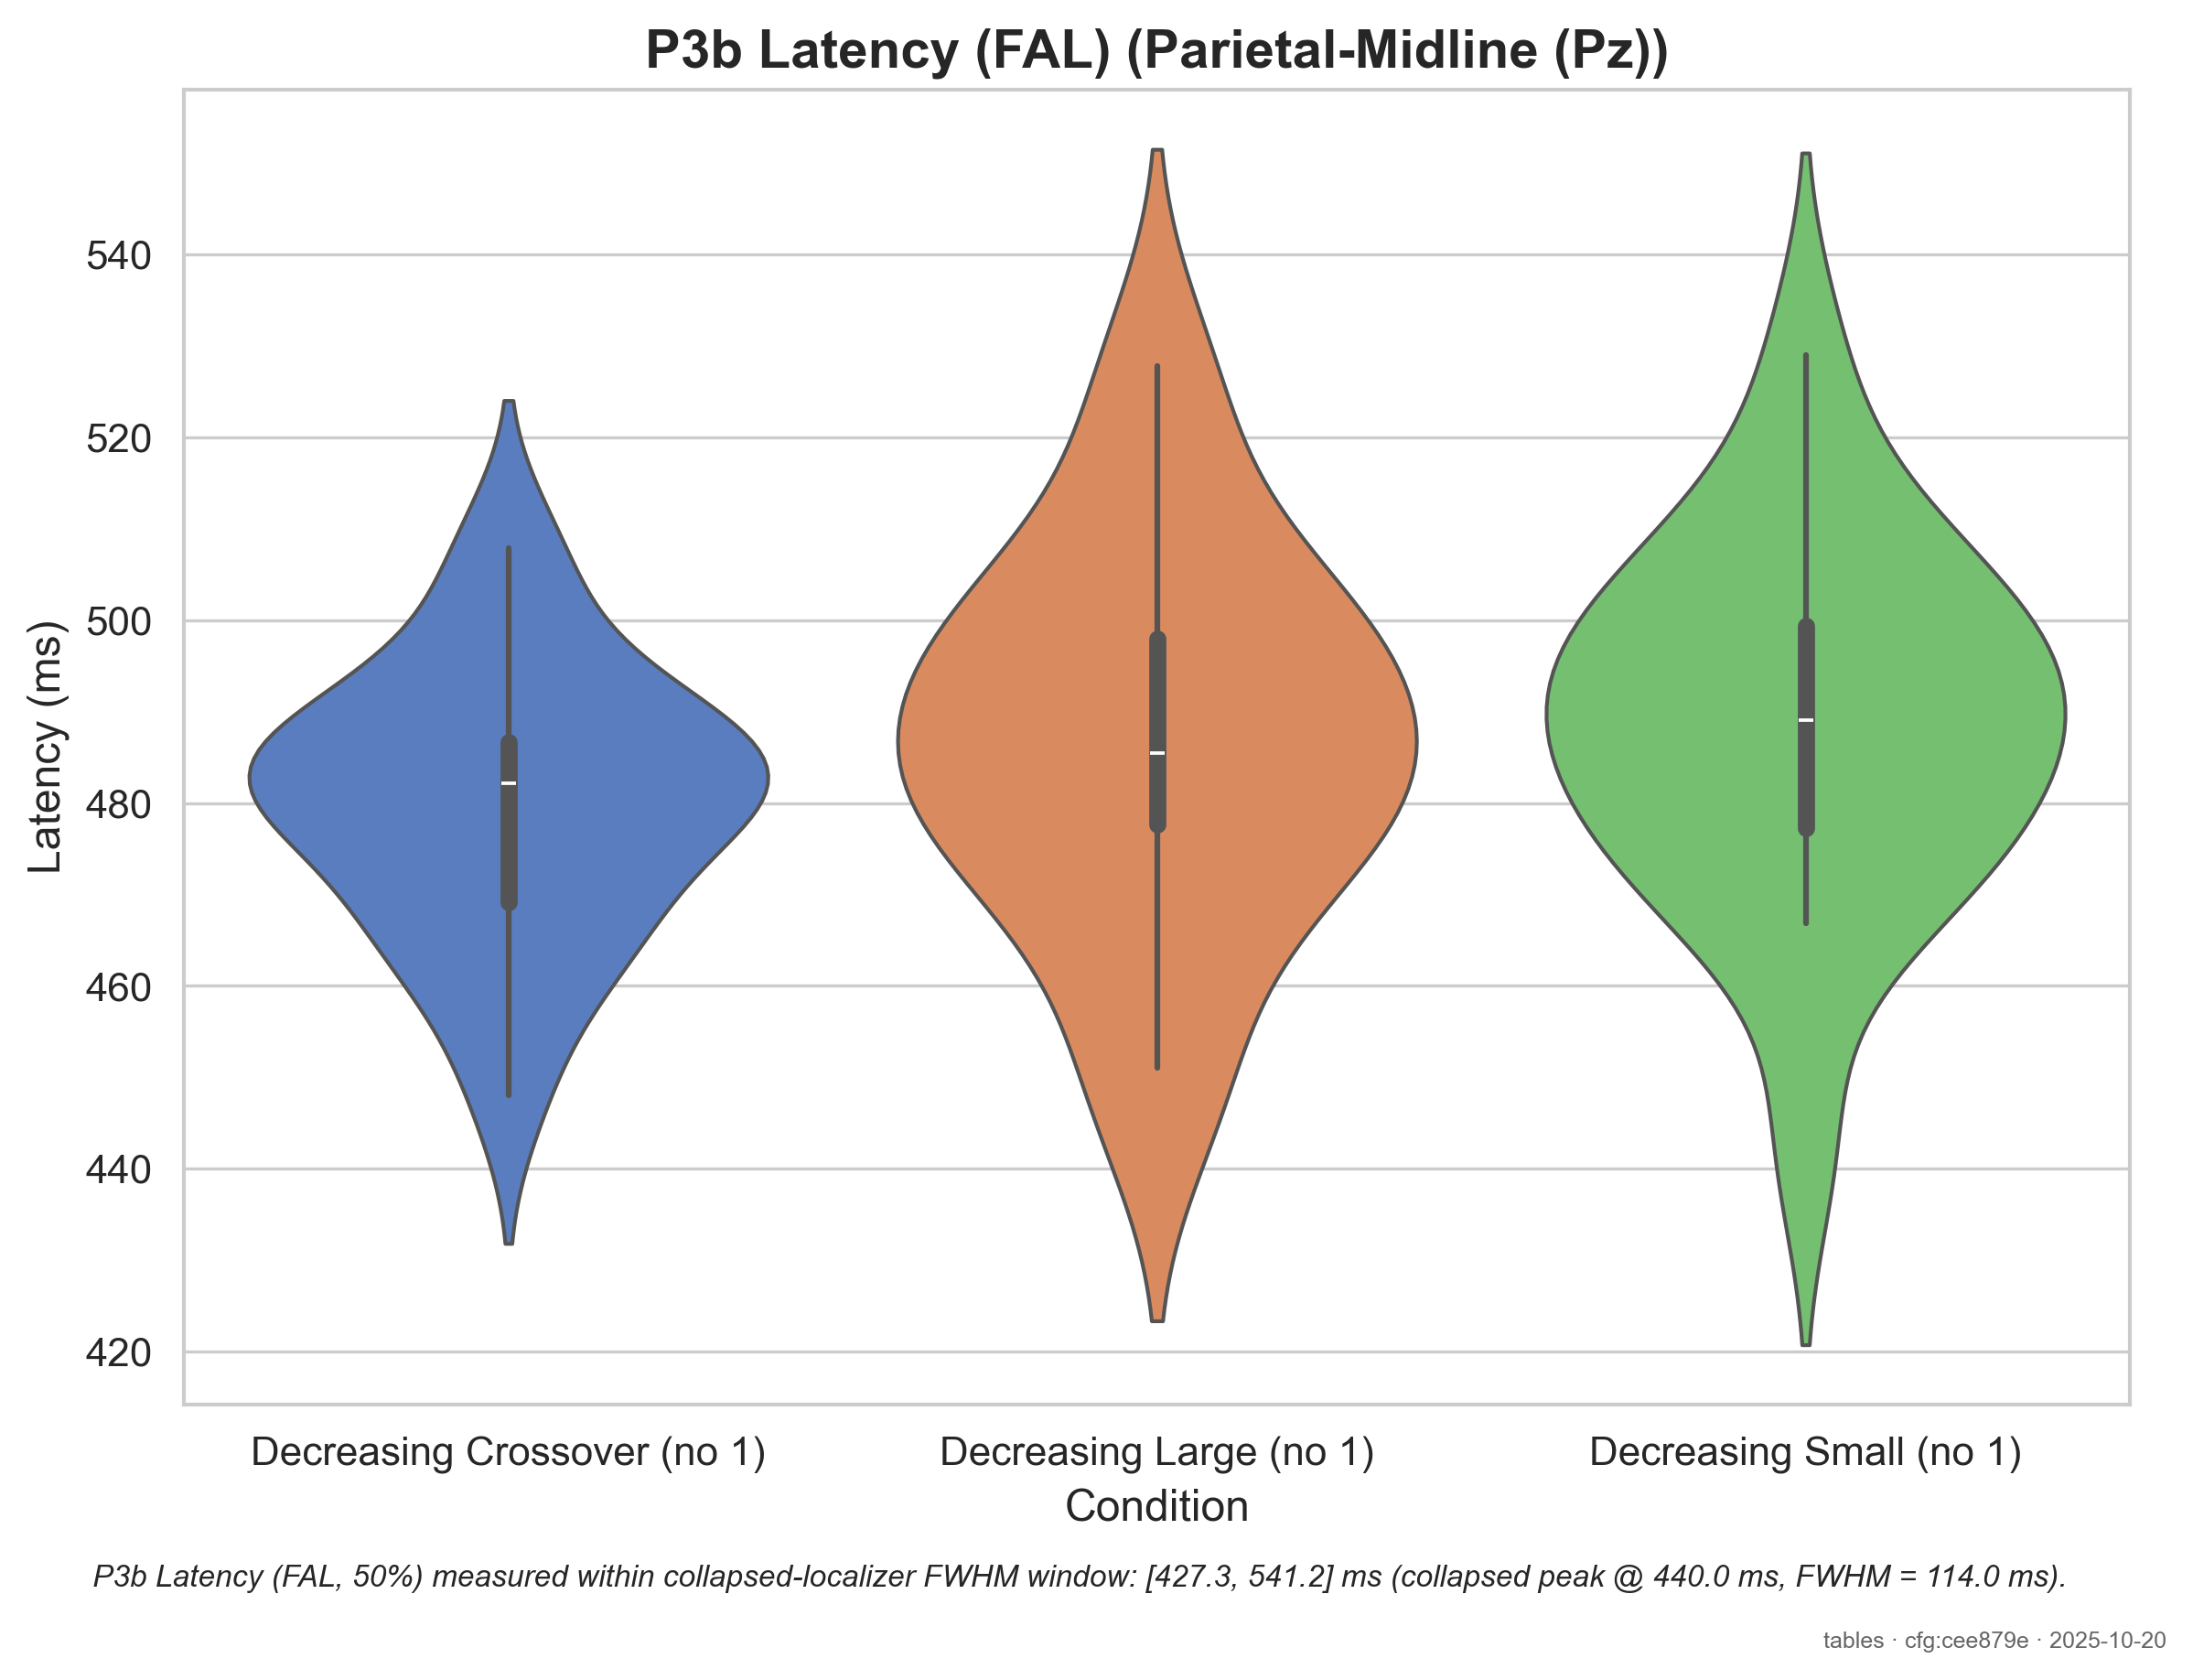 P3b Latency (FAL) (Parietal-Midline (Pz))
Latency (ms)
540
520
500
480
460
440
420
Decreasing Crossover (no 1)
Decreasing Large (no 1)
Decreasing Small (no 1)
Condition
P3b Latency (FAL, 50%) measured within collapsed-localizer FWHM window: [427.3, 541.2] ms (collapsed peak @ 440.0 ms, FWHM = 114.0 ms).
tables · cfg:cee879e · 2025-10-20